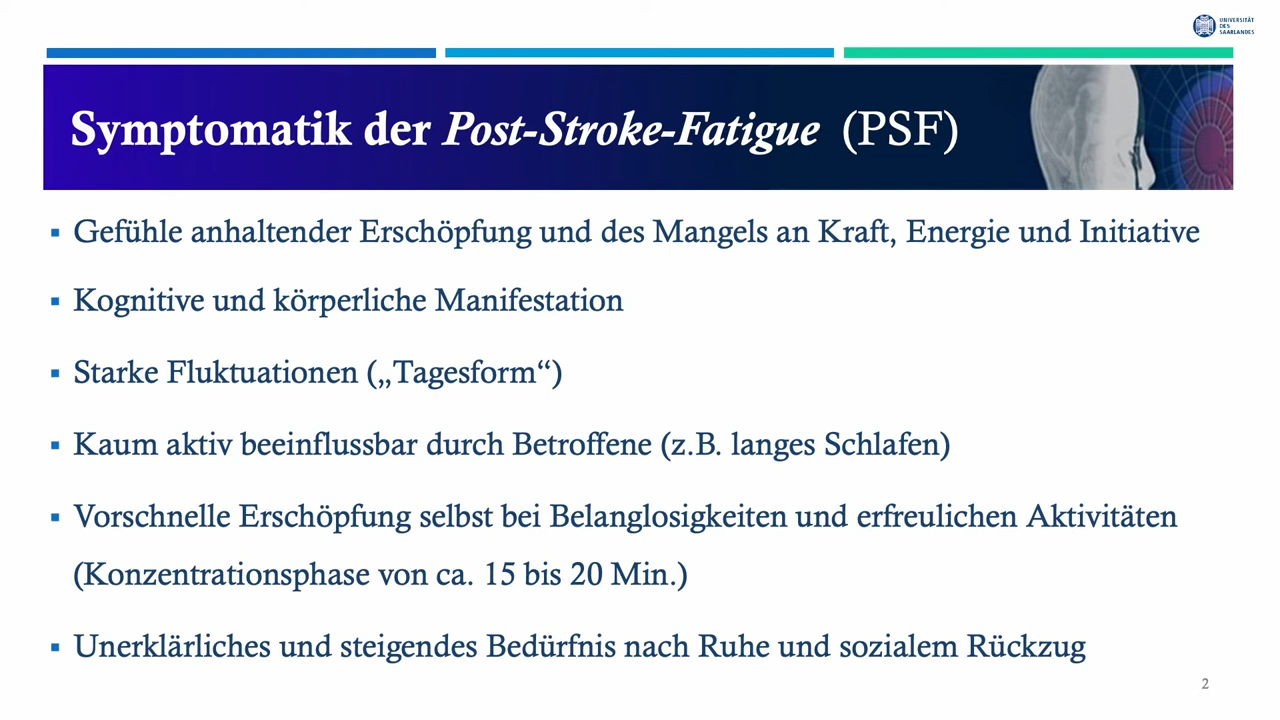 UNIVERSITÄT
DES
SAARLANDES
Symptomatik der Post-Stroke-Fatigue (PSF)
▪ Gefühle anhaltender Erschöpfung und des Mangels an Kraft, Energie und Initiative
▪ Kognitive und körperliche Manifestation
▪ Starke Fluktuationen („Tagesform“)
▪ Kaum aktiv beeinflussbar durch Betroffene (z.B. langes Schlafen)
▪ Vorschnelle Erschöpfung selbst bei Belanglosigkeiten und erfreulichen Aktivitäten
(Konzentrationsphase von ca. 15 bis 20 Min.)
▪ Unerklärliches und steigendes Bedürfnis nach Ruhe und sozialem Rückzug
2